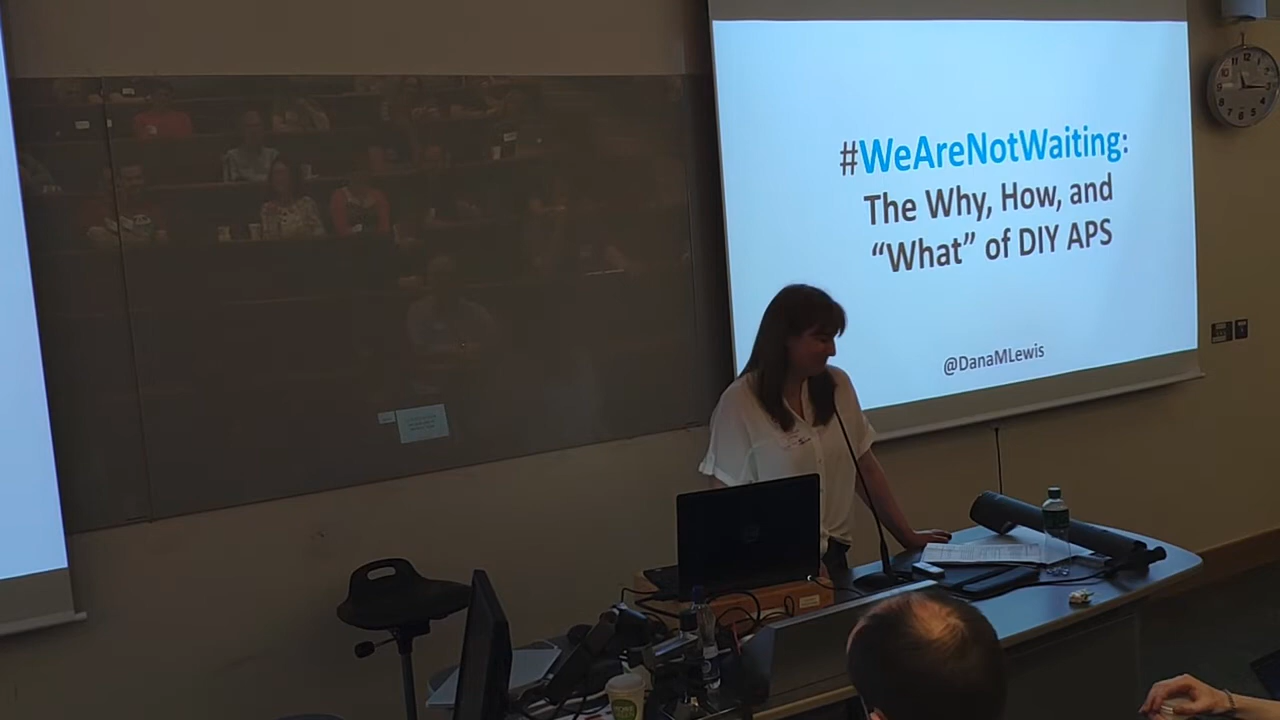 #WeAreNotWaiting:
The Why, How, and
“What” of DIY APS
@DanaMLewis